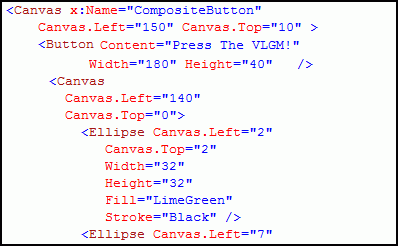 <Canvas x:Name="CompositeButton"
Canvas.Left="150" Canvas.Top="10" >
<Button Content="Press The VLGM!"
Width="180" Height="40" />
<Canvas
Canvas.Left="140"
Canvas.Top="0">
<Ellipse Canvas.Left="2"
Canvas.Top="2"
Width="32"
Height="32"
Fill="LimeGreen"
Stroke="Black" />
<Ellipse Canvas.Left="7"